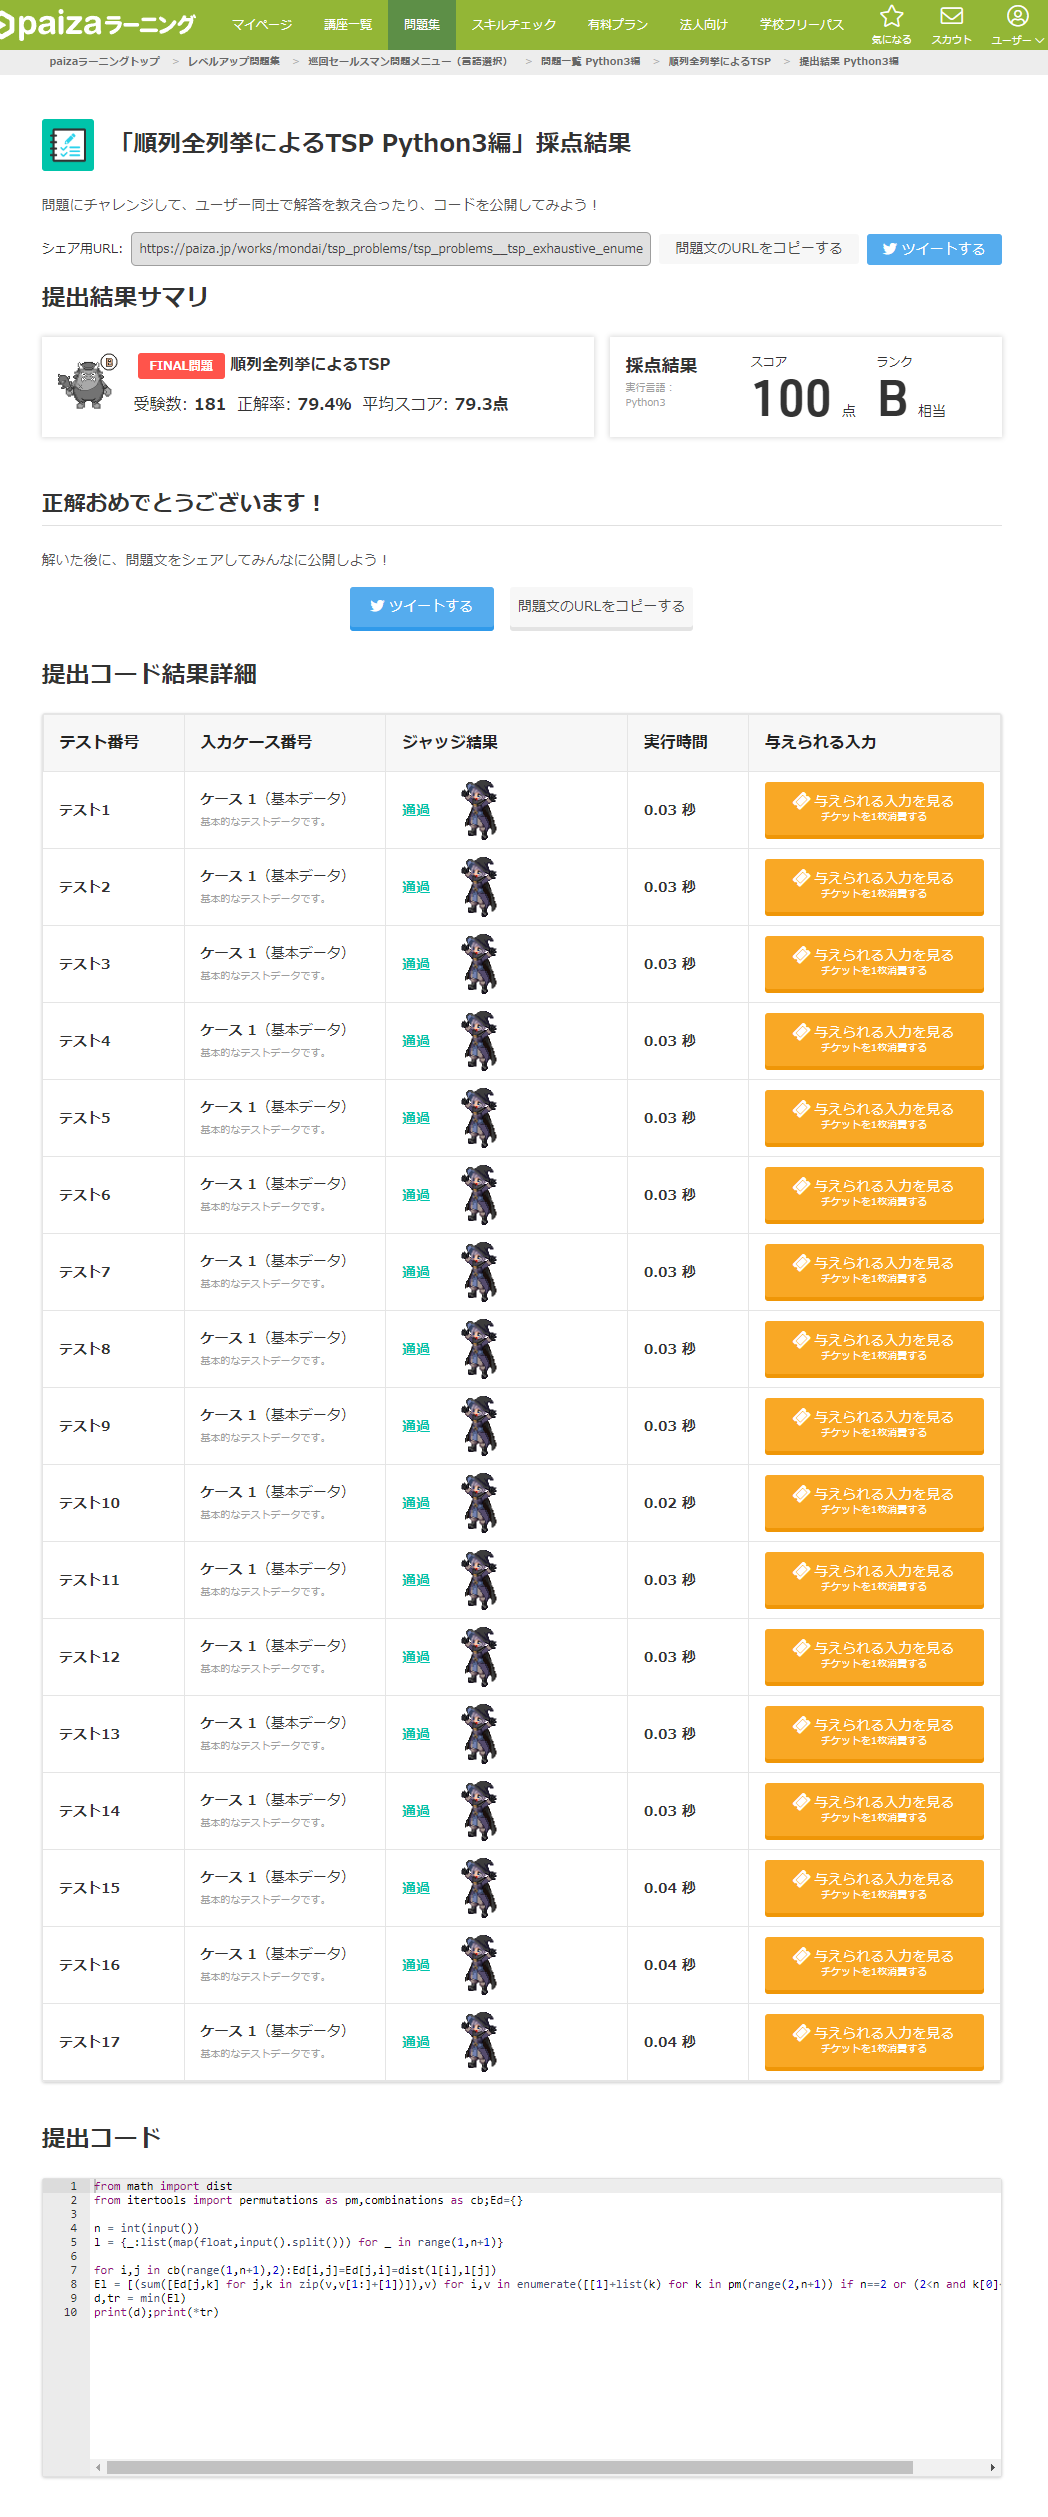 paizaラーニング
マイページ 講座一覧 問題集 スキルチェック 有料プラン 法人向け 学校フリーパス 気になる スカウト ユーザー
paizaラーニングトップ > レベルアップ問題集 > 巡回セールスマン問題メニュー（言語選択） > 問題一覧 Python3編 > 順列全列挙によるTSP > 提出結果 Python3編
「順列全列挙によるTSP Python3編」採点結果
問題にチャレンジして、ユーザー同士で解答を教え合ったり、コードを公開してみよう！
シェア用URL: https://paiza.jp/works/mondai/tsp_problems/tsp_problems__tsp_exhaustive_enume 問題文のURLをコピーする ツイートする
提出結果サマリ
B FINAL問題 順列全列挙によるTSP
受験数: 181 正解率: 79.4% 平均スコア: 79.3点
採点結果 スコア ランク
実行言語：
Python3
100 点 B 相当
正解おめでとうございます！
解いた後に、問題文をシェアしてみんなに公開しよう！
ツイートする 問題文のURLをコピーする
提出コード結果詳細
テスト番号 入力ケース番号 ジャッジ結果 実行時間 与えられる入力
テスト1 ケース 1（基本データ） 通過 0.03 秒 与えられる入力を見る
基本的なテストデータです。 チケットを1枚消費する
テスト2 ケース 1（基本データ） 通過 0.03 秒 与えられる入力を見る
基本的なテストデータです。 チケットを1枚消費する
テスト3 ケース 1（基本データ） 通過 0.03 秒 与えられる入力を見る
基本的なテストデータです。 チケットを1枚消費する
テスト4 ケース 1（基本データ） 通過 0.03 秒 与えられる入力を見る
基本的なテストデータです。 チケットを1枚消費する
テスト5 ケース 1（基本データ） 通過 0.03 秒 与えられる入力を見る
基本的なテストデータです。 チケットを1枚消費する
テスト6 ケース 1（基本データ） 通過 0.03 秒 与えられる入力を見る
基本的なテストデータです。 チケットを1枚消費する
テスト7 ケース 1（基本データ） 通過 0.03 秒 与えられる入力を見る
基本的なテストデータです。 チケットを1枚消費する
テスト8 ケース 1（基本データ） 通過 0.03 秒 与えられる入力を見る
基本的なテストデータです。 チケットを1枚消費する
テスト9 ケース 1（基本データ） 通過 0.03 秒 与えられる入力を見る
基本的なテストデータです。 チケットを1枚消費する
テスト10 ケース 1（基本データ） 通過 0.02 秒 与えられる入力を見る
基本的なテストデータです。 チケットを1枚消費する
テスト11 ケース 1（基本データ） 通過 0.03 秒 与えられる入力を見る
基本的なテストデータです。 チケットを1枚消費する
テスト12 ケース 1（基本データ） 通過 0.03 秒 与えられる入力を見る
基本的なテストデータです。 チケットを1枚消費する
テスト13 ケース 1（基本データ） 通過 0.03 秒 与えられる入力を見る
基本的なテストデータです。 チケットを1枚消費する
テスト14 ケース 1（基本データ） 通過 0.03 秒 与えられる入力を見る
基本的なテストデータです。 チケットを1枚消費する
テスト15 ケース 1（基本データ） 通過 0.04 秒 与えられる入力を見る
基本的なテストデータです。 チケットを1枚消費する
テスト16 ケース 1（基本データ） 通過 0.04 秒 与えられる入力を見る
基本的なテストデータです。 チケットを1枚消費する
テスト17 ケース 1（基本データ） 通過 0.04 秒 与えられる入力を見る
基本的なテストデータです。 チケットを1枚消費する
提出コード
1 from math import dist
2 from itertools import permutations as pm,combinations as cb;Ed={}
3
4 n = int(input())
5 l = {_:list(map(float,input().split())) for _ in range(1,n+1)}
6
7 for i,j in cb(range(1,n+1),2):Ed[i,j]=Ed[j,i]=dist(l[i],l[j])
8 El = [(sum([Ed[j,k] for j,k in zip(v,v[1:]+[1])]),v) for i,v in enumerate([[1]+list(k) for k in pm(range(2,n+1)) if n==2 or (2<n and k[0]
9 d,tr = min(El)
10 print(d);print(*tr)